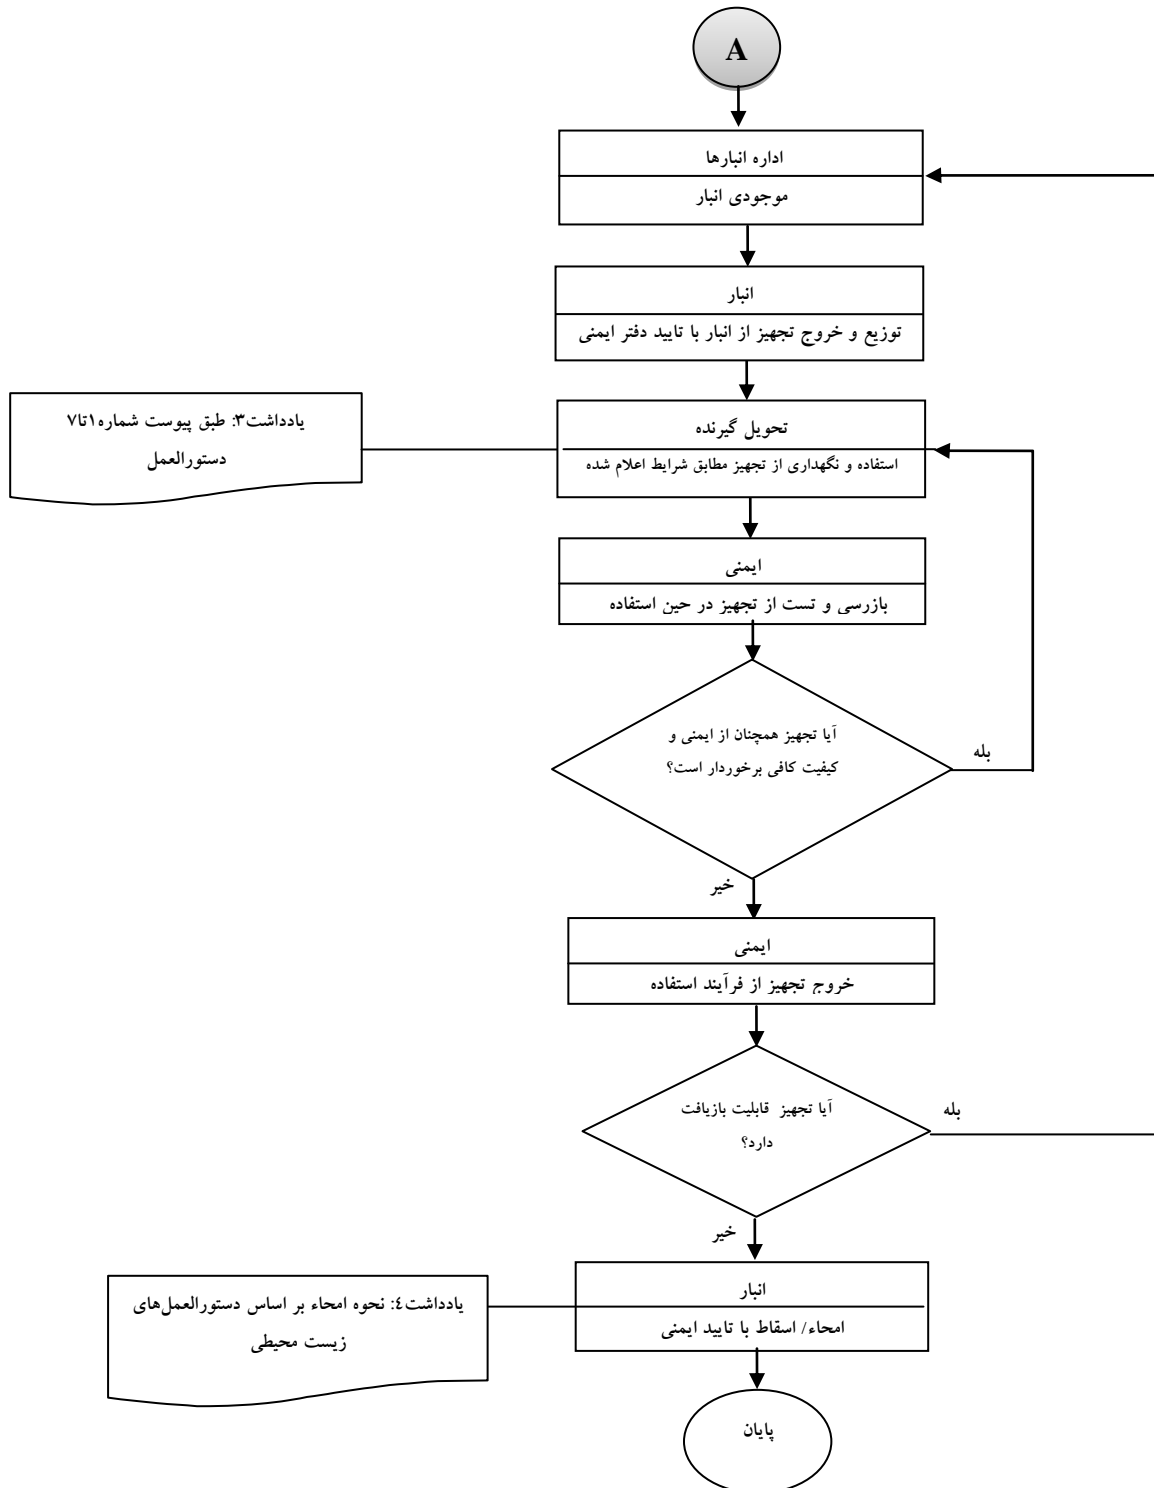 A
اداره انبارها
موجودی انبار
انبار
توزیع و خروج تجهیز از انبار با تایید دفتر ایمنی
تحویل گیرنده
استفاده و نگهداری از تجهیز مطابق شرایط اعلام شده
یادداشت۳: طبق پیوست شماره۱تا۷
دستورالعمل
ایمنی
بازرسی و تست از تجهیز در حین استفاده
آیا تجهیز همچنان از ایمنی و
کیفیت کافی برخوردار است؟
بله
خیر
ایمنی
خروج تجهیز از فرآیند استفاده
آیا تجهیز قابلیت بازیافت
دارد؟
بله
خیر
انبار
امحاء/ اسقاط با تایید ایمنی
یادداشت٤: نحوه امحاء بر اساس دستورالعمل‌های
زیست محیطی
پایان